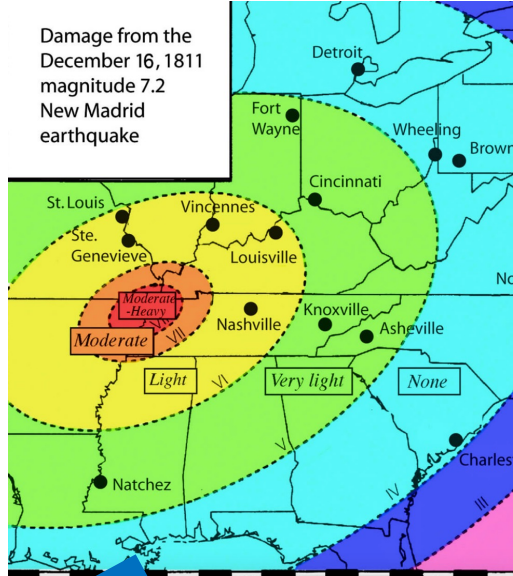 Damage from the
December 16, 1811
magnitude 7.2
New Madrid
earthquake
Detroit
Fort
Wayne
Wheeling
Brown
Cincinnati
St. Louis
Vincennes
Ste.
Genevieve
Louisville
No
Moderate
-Heavy
VIII
VII
Moderate
Nashville
Knoxville
Asheville
Light
VI
Very light
None
V
Charles
Natchez
IV
III